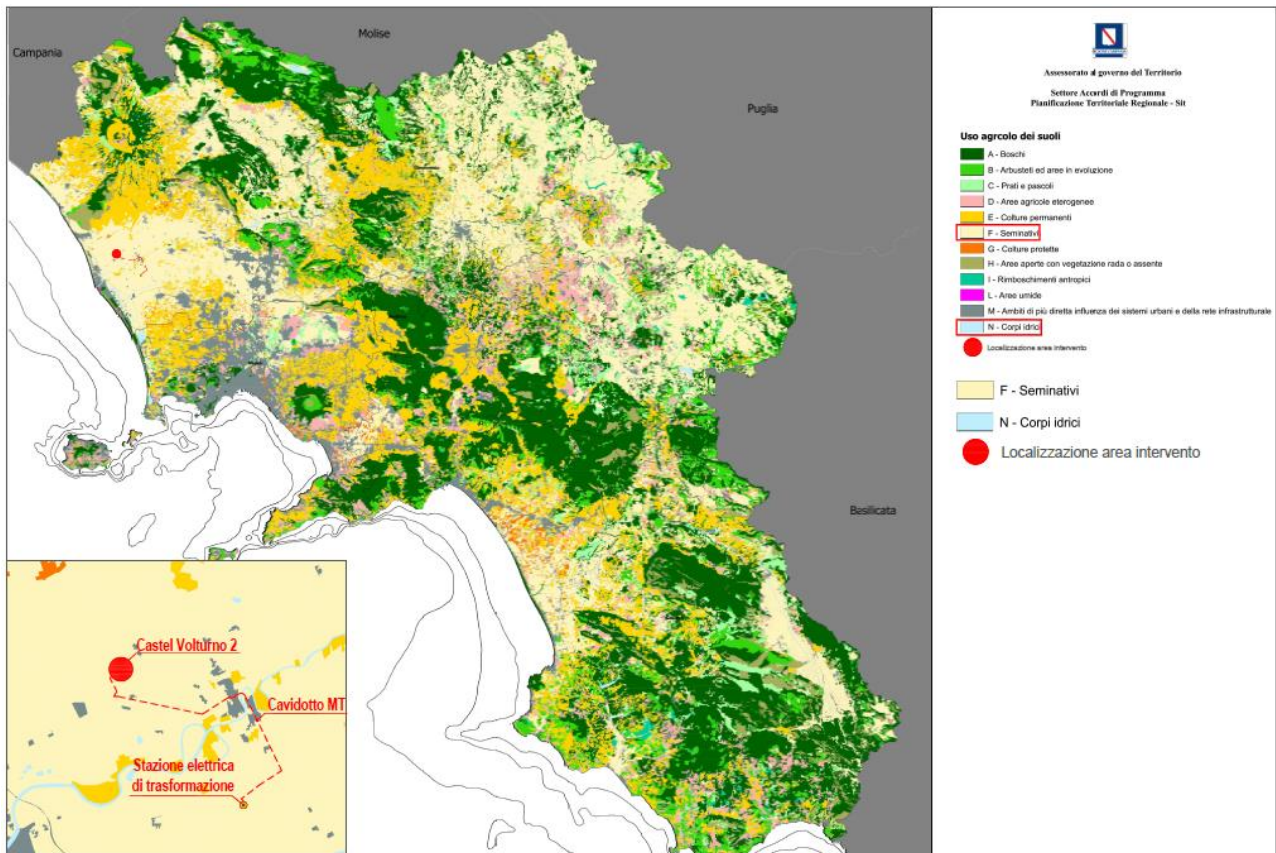 Campania
Molise
Puglia
Basilicata
Castel Volturno 2
Cavidotto MT
Stazione elettrica
di trasformazione
Assessorato al governo del Territorio
Settore Accordi di Programma
Pianificazione Territoriale Regionale - Sit
Uso agrcolo dei suoli
A - Boschi
B - Arbusteti ed aree in evoluzione
C - Prati e pascoli
D - Aree agricole eterogenee
E - Colture permanenti
F - Seminativi
G - Colture protette
H - Aree aperte con vegetazione rada o assente
I - Rimboschimenti antropici
L - Aree umide
M - Ambiti di più diretta influenza dei sistemi urbani e della rete infrastrutturale
N - Corpi idrici
Localizzazione area intervento
F - Seminativi
N - Corpi idrici
Localizzazione area intervento